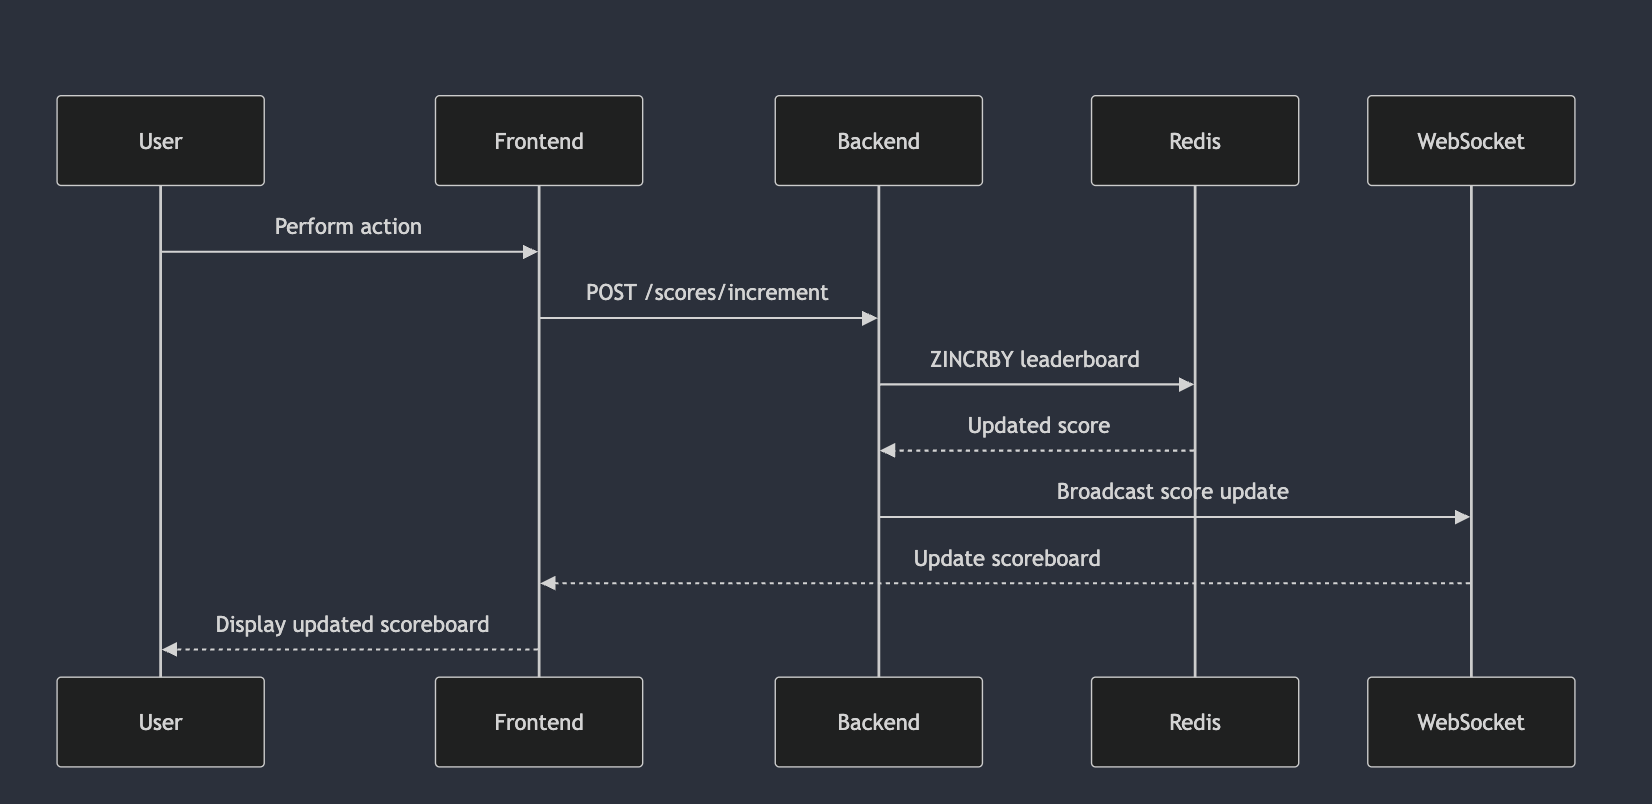 User
Frontend
Backend
Redis
WebSocket
Perform action
POST /scores/increment
ZINCRBY leaderboard
Updated score
Broadcast score update
Update scoreboard
Display updated scoreboard
User
Frontend
Backend
Redis
WebSocket